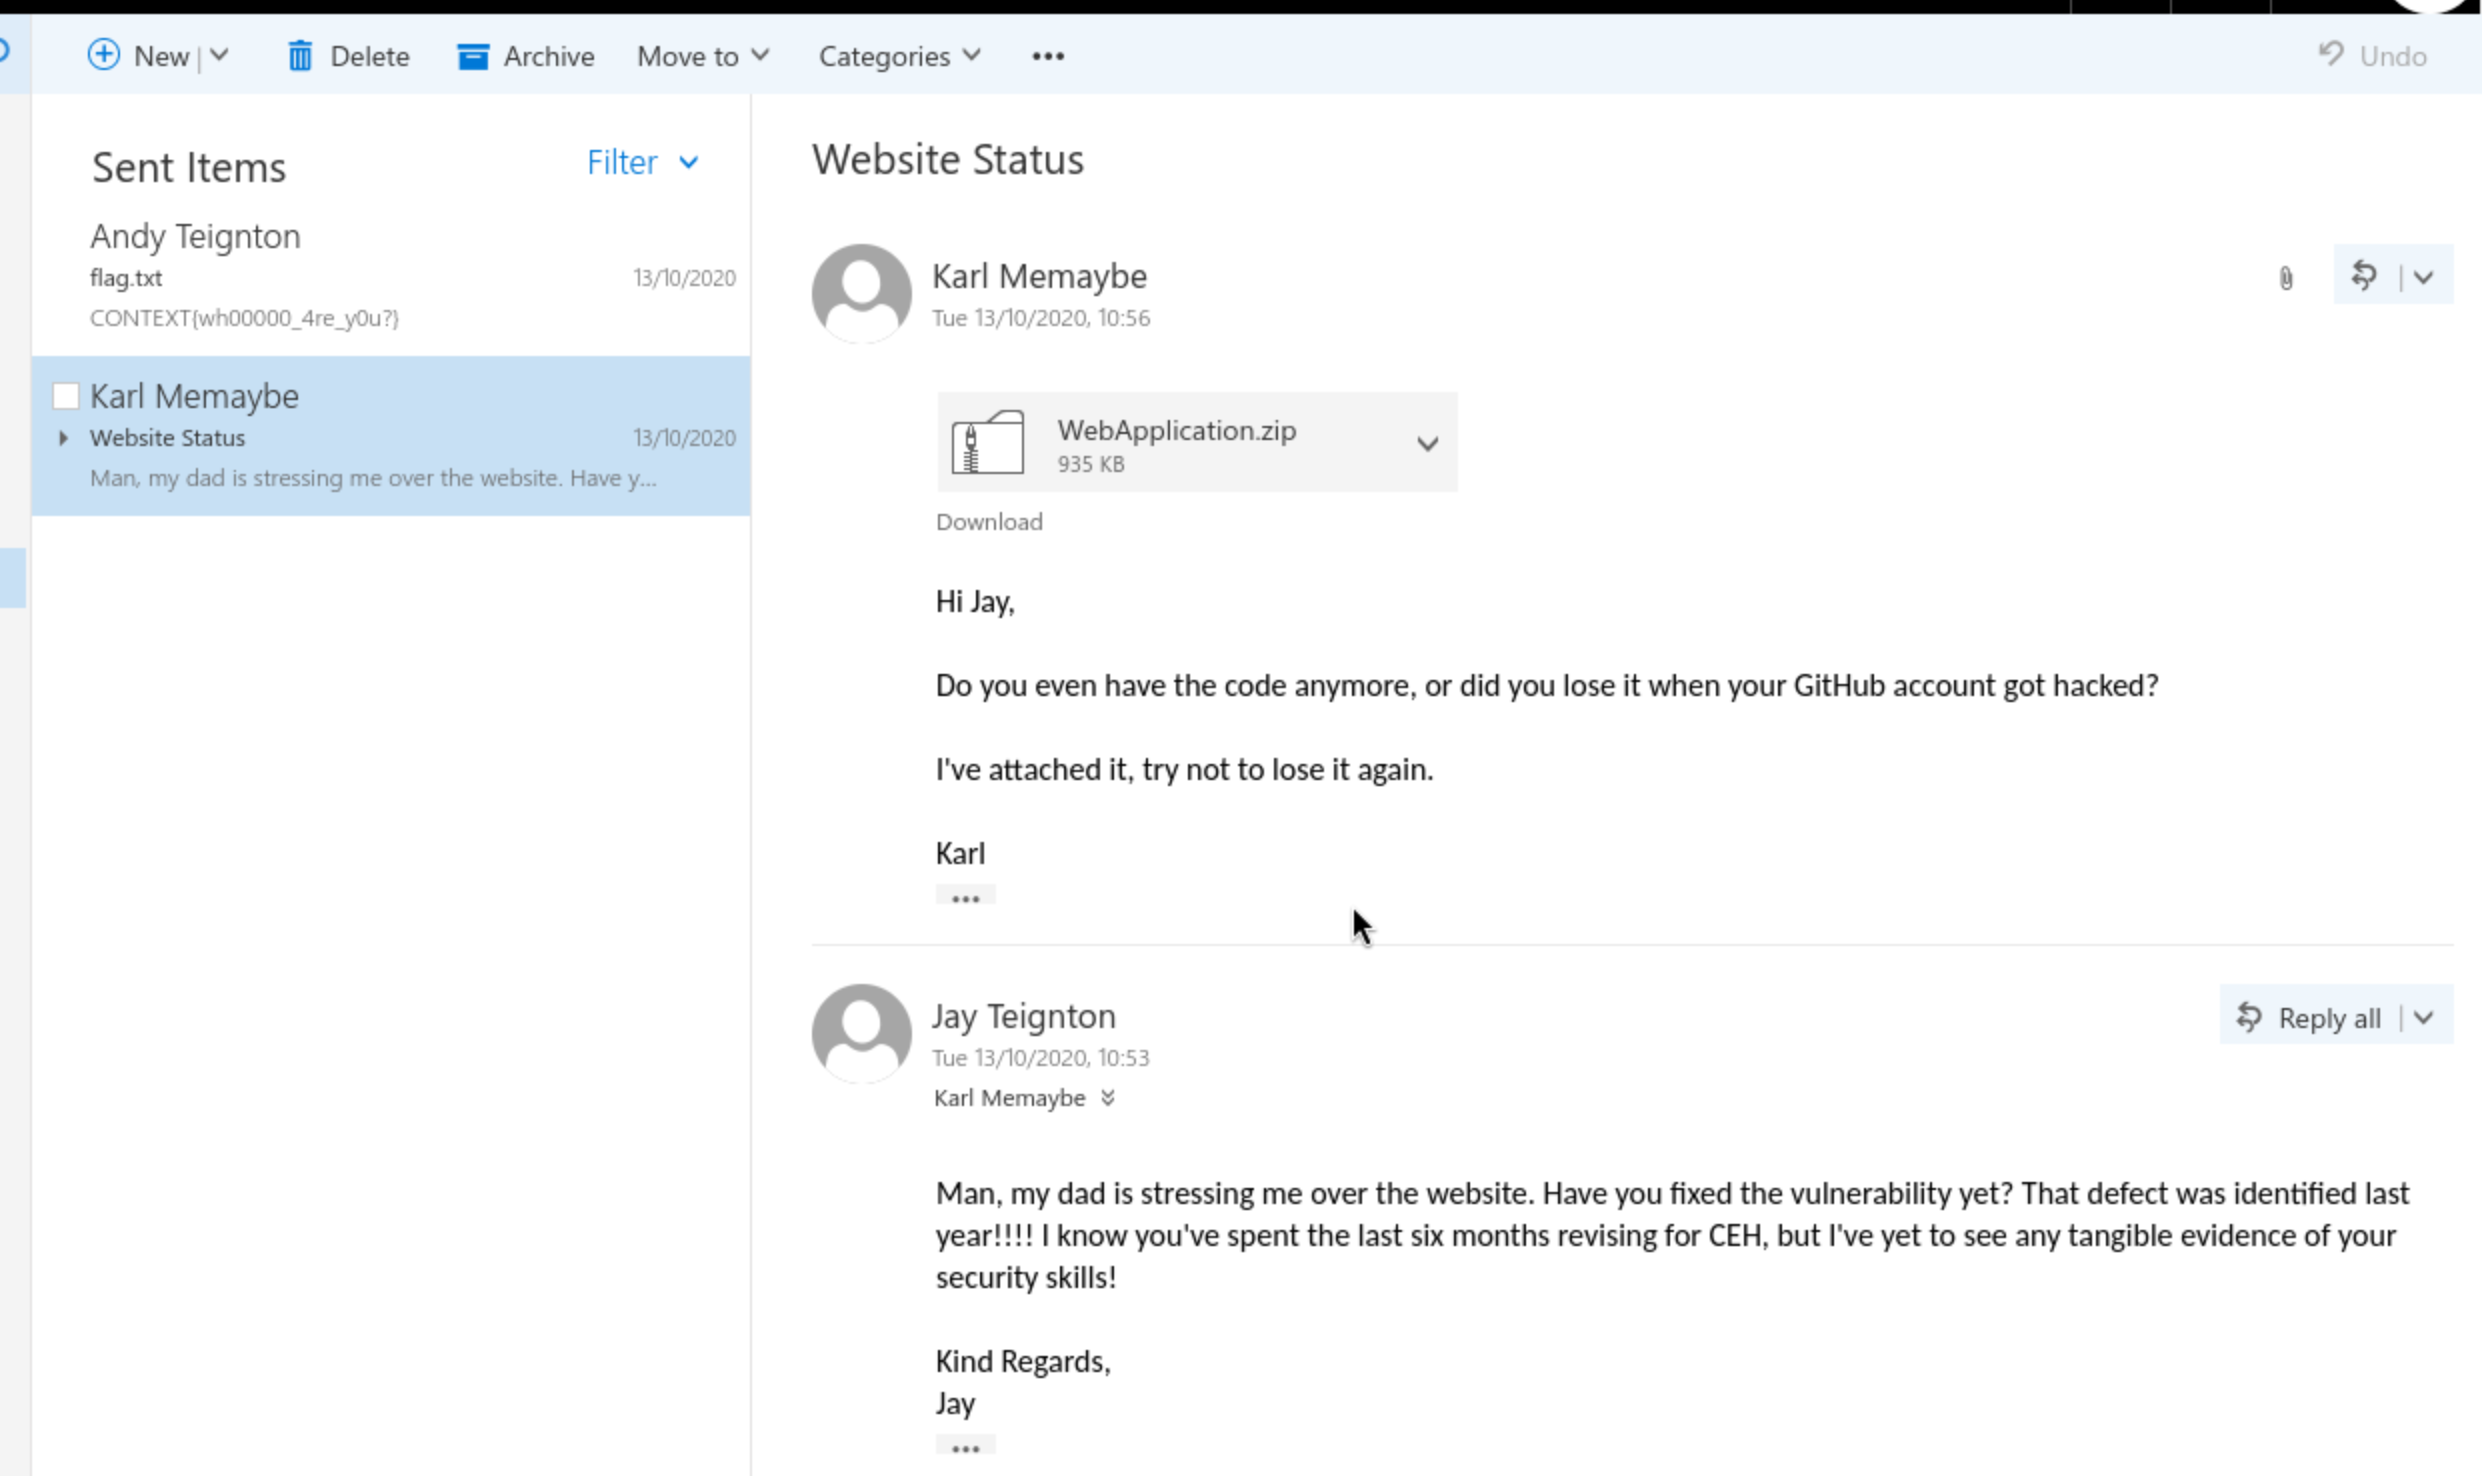 New
Delete
Archive
Move to
Categories
Undo
Sent Items
Filter
Andy Teignton
flag.txt
13/10/2020
CONTEXT{wh00000_4re_y0u?}
Karl Memaybe
Website Status
13/10/2020
Man, my dad is stressing me over the website. Have y...
Website Status
Karl Memaybe
Tue 13/10/2020, 10:56
WebApplication.zip
935 KB
Download
Hi Jay,
Do you even have the code anymore, or did you lose it when your GitHub account got hacked?
I've attached it, try not to lose it again.
Karl
Jay Teignton
Tue 13/10/2020, 10:53
Karl Memaybe
Reply all
Man, my dad is stressing me over the website. Have you fixed the vulnerability yet? That defect was identified last
year!!!! I know you've spent the last six months revising for CEH, but I've yet to see any tangible evidence of your
security skills!
Kind Regards,
Jay